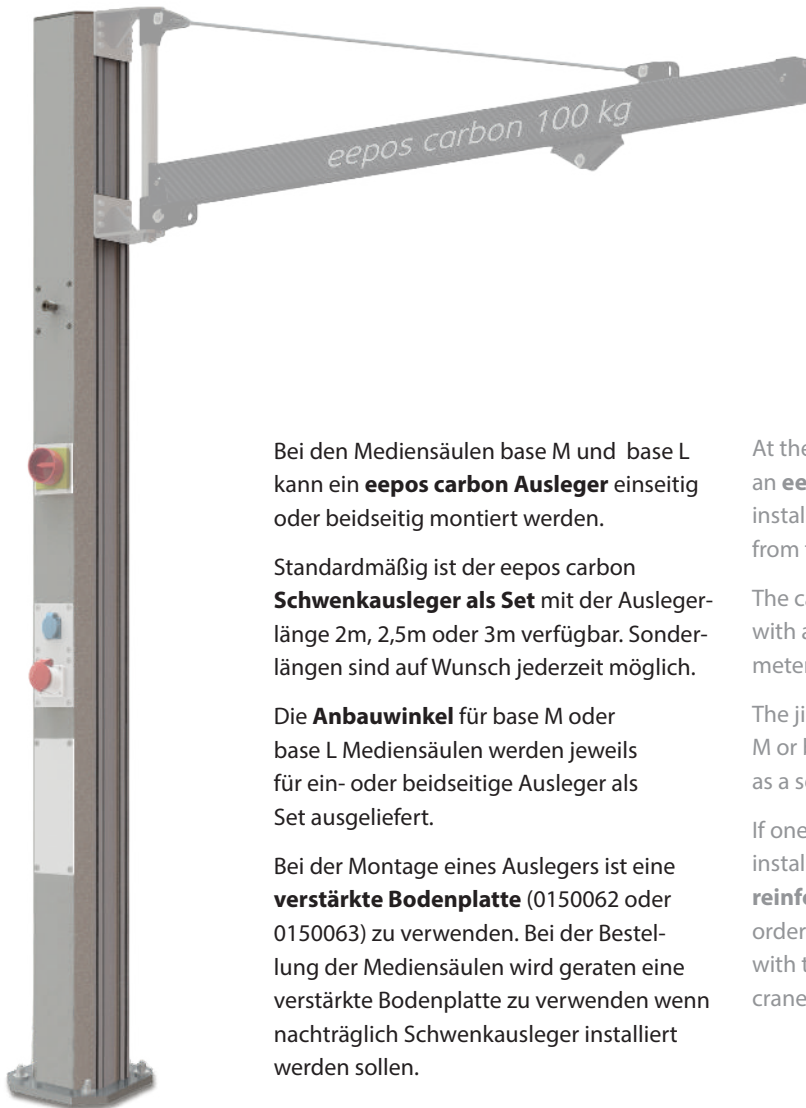 eepos carbon 100 kg
Bei den Mediensäulen base M und base L
kann ein eepos carbon Ausleger einseitig
oder beidseitig montiert werden.
Standardmäßig ist der eepos carbon
Schwenkausleger als Set mit der Ausleger-
länge 2m, 2,5m oder 3m verfügbar. Sonder-
längen sind auf Wunsch jederzeit möglich.
Die Anbauwinkel für base M oder
base L Mediensäulen werden jeweils
für ein- oder beidseitige Ausleger als
Set ausgeliefert.
Bei der Montage eines Auslegers ist eine
verstärkte Bodenplatte (0150062 oder
0150063) zu verwenden. Bei der Bestel-
lung der Mediensäulen wird geraten eine
verstärkte Bodenplatte zu verwenden wenn
nachträglich Schwenkausleger installiert
werden sollen.
At the
an ee
instal
from
The
with
meter
The
M or
as a
If one
instal
reinfo
order
with
crane